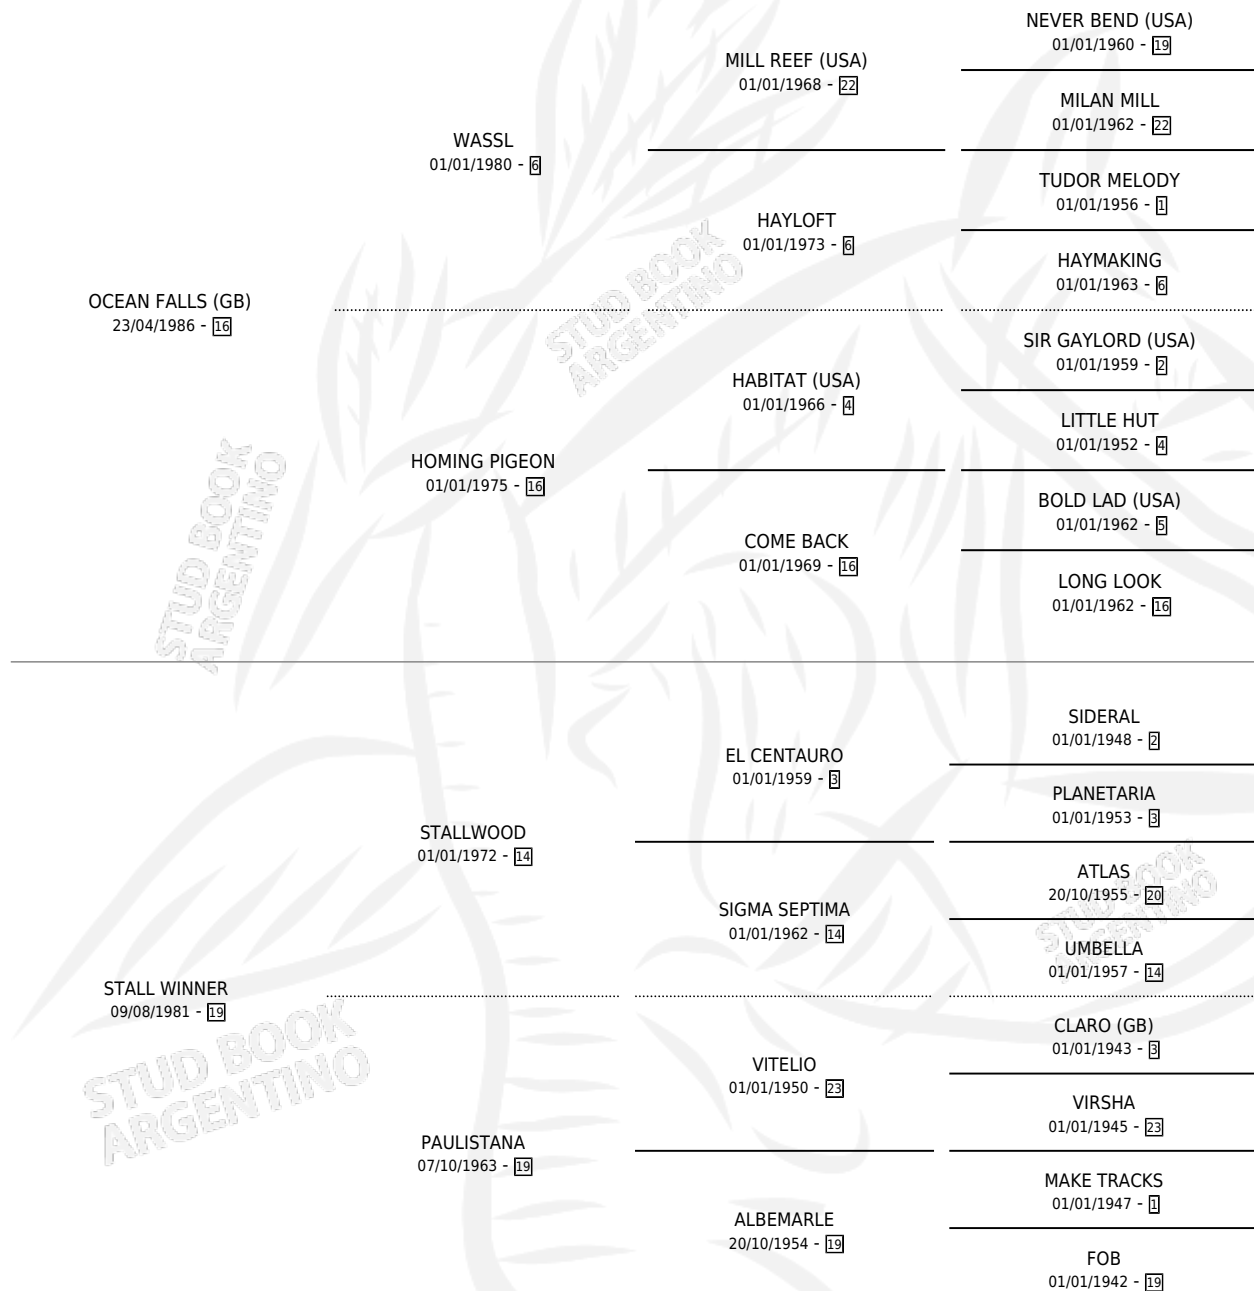 NEVER BEND (USA)
01/01/1960 - 19
MILL REEF (USA)
01/01/1968 - 22
MILAN MILL
01/01/1962 - 22
WASSL
01/01/1980 - 6
TUDOR MELODY
01/01/1956 - 1
HAYLOFT
01/01/1973 - 6
HAYMAKING
01/01/1963 - 6
OCEAN FALLS (GB)
23/04/1986 - 16
SIR GAYLORD (USA)
01/01/1959 - 2
HABITAT (USA)
01/01/1966 - 4
LITTLE HUT
01/01/1952 - 4
HOMING PIGEON
01/01/1975 - 16
BOLD LAD (USA)
01/01/1962 - 5
COME BACK
01/01/1969 - 16
LONG LOOK
01/01/1962 - 16
SIDERAL
01/01/1948 - 2
EL CENTAURO
01/01/1959 - 3
PLANETARIA
01/01/1953 - 3
STALLWOOD
01/01/1972 - 14
ATLAS
20/10/1955 - 20
SIGMA SEPTIMA
01/01/1962 - 14
UMBELLA
01/01/1957 - 14
STALL WINNER
09/08/1981 - 19
CLARO (GB)
01/01/1943 - 3
VITELIO
01/01/1950 - 23
VIRSHA
01/01/1945 - 23
PAULISTANA
07/10/1963 - 19
MAKE TRACKS
01/01/1947 - 1
ALBEMARLE
20/10/1954 - 19
FOB
01/01/1942 - 19
STUD BOOK
ARGENTINO
STUD BOOK
ARGENTINO
STUD BOOK
ARGENTINO
STUD BOOK
ARGENTINO